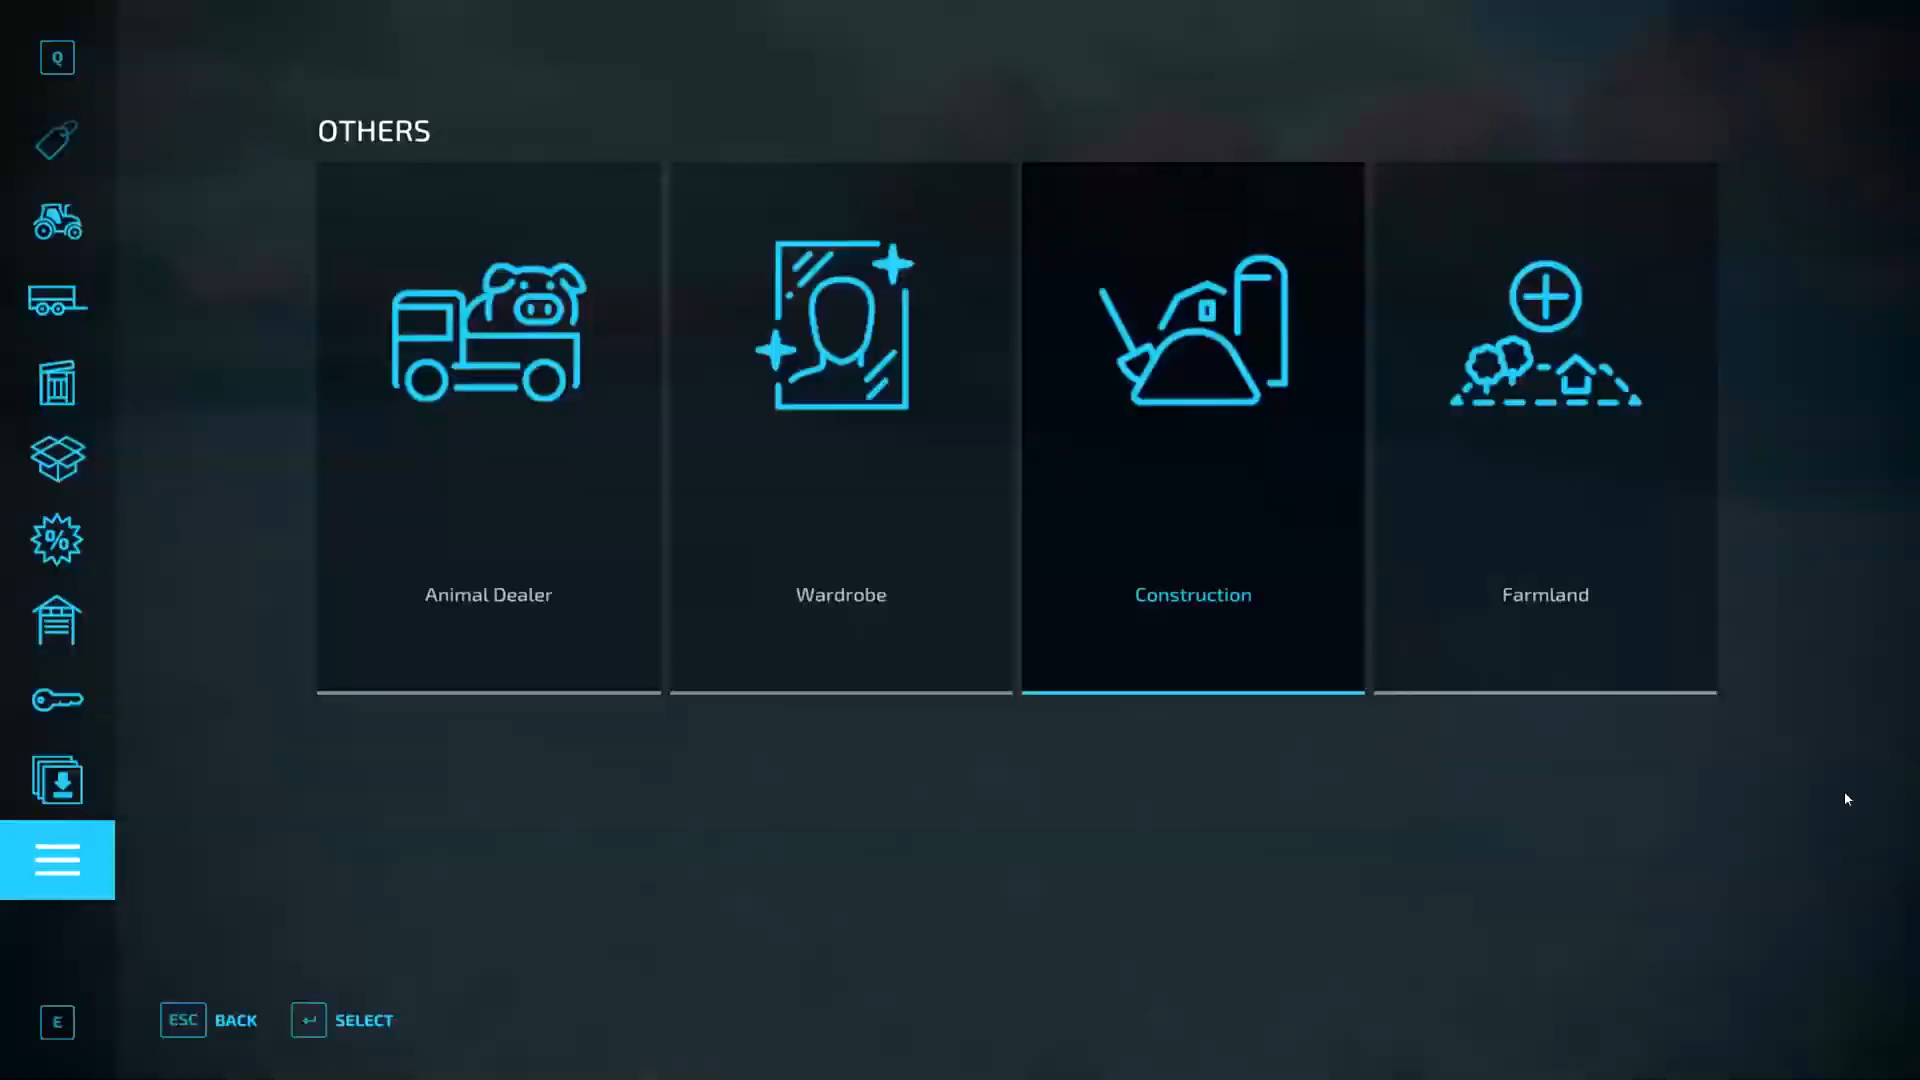 Q
OTHERS
%
Animal Dealer
Wardrobe
Construction
Farmland
E
ESC BACK
↵ SELECT